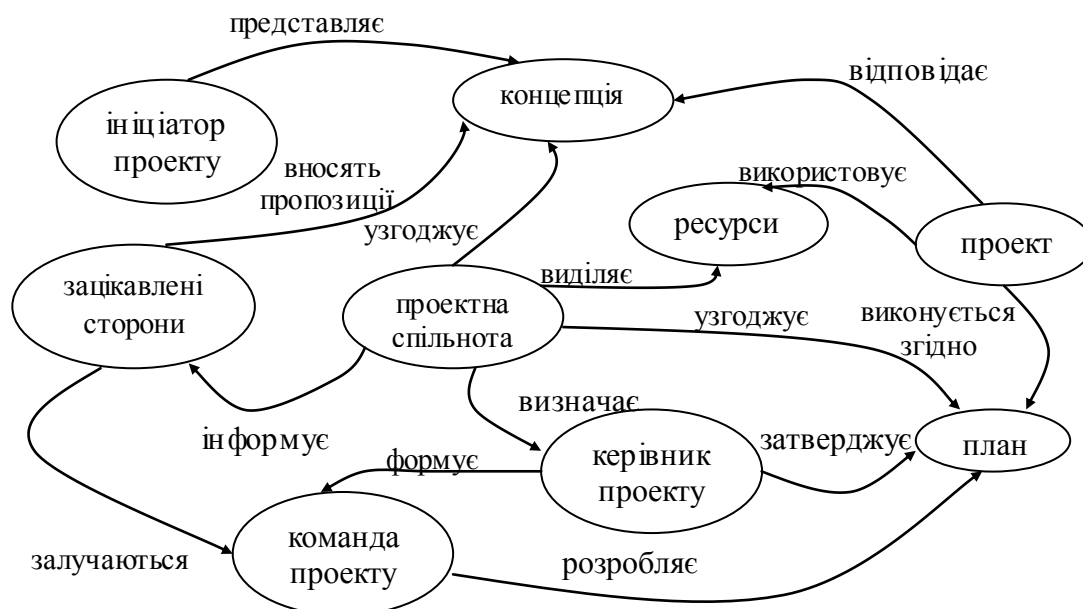 представляє
концепція
відповідає
ініціатор
проекту
вносять
пропозиції
використовує
ресурси
проект
узгоджує
зацікавлені
сторони
проектна
спільнота
виділяє
узгоджує
виконується
згідно
визначає
інформує
формує
керівник
проекту
затверджує
план
залучаються
команда
проекту
розробляє